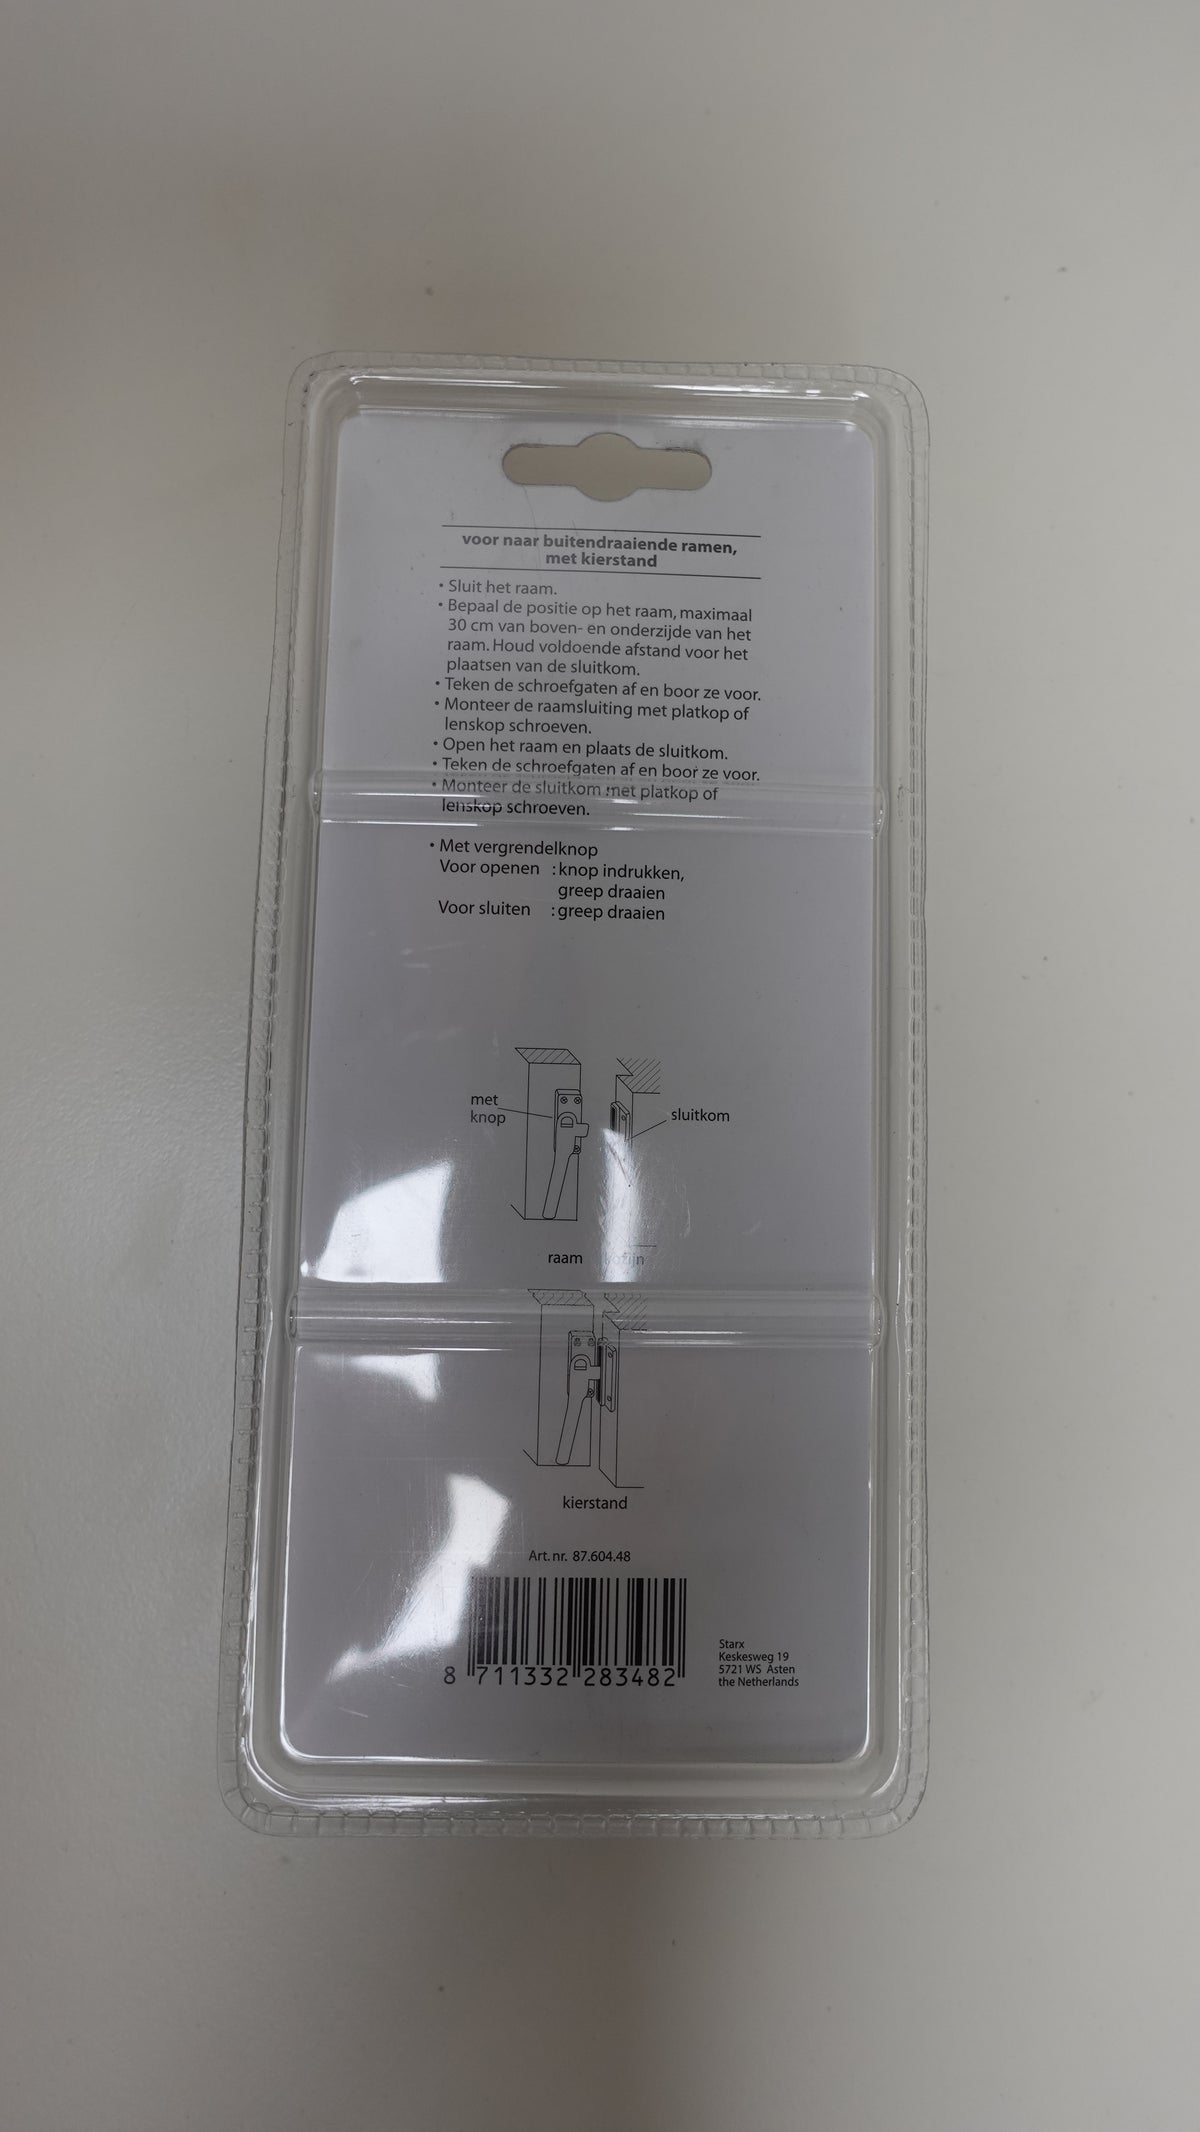 voor naar buitendraaiende ramen,
met kierstand
• Sluit het raam.
• Bepaal de positie op het raam, maximaal
30 cm van boven- en onderzijde van het
raam. Houd voldoende afstand voor het
plaatsen van de sluitkom.
• Teken de schroefgaten af en boor ze voor.
• Monteer de raamsluiting met platkop of
lenskop schroeven.
• Open het raam en plaats de sluitkom.
• Teken de schroefgaten af en boor ze voor.
• Monteer de sluitkom met platkop of
lenskop schroeven.
• Met vergrendelknop
Voor openen : knop indrukken,
greep draaien
Voor sluiten : greep draaien
met
knop
sluitkom
raam kozijn
kierstand
Art. nr. 87.604.48
8 711332 283482
Starx
Keskesweg 19
5721 WS Asten
the Netherlands